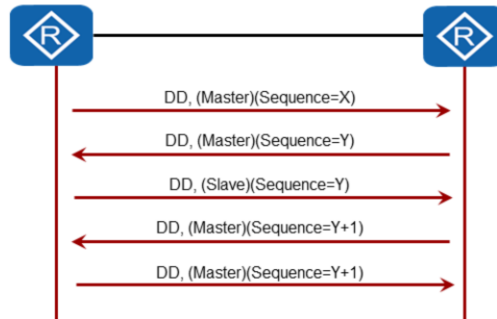 R R
DD, (Master)(Sequence=X)
DD, (Master)(Sequence=Y)
DD, (Slave)(Sequence=Y)
DD, (Master)(Sequence=Y+1)
DD, (Master)(Sequence=Y+1)